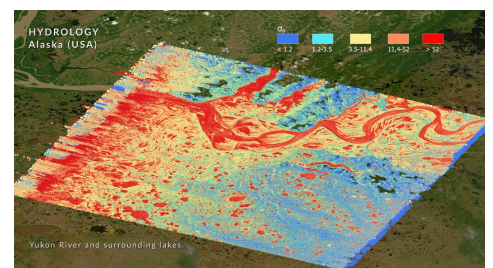 HYDROLOGY
Alaska (USA)
σ₀
< 1.2 1.2-3.5 3.5-11.4 11,4-52 > 52
Yukon River and surrounding lakes.